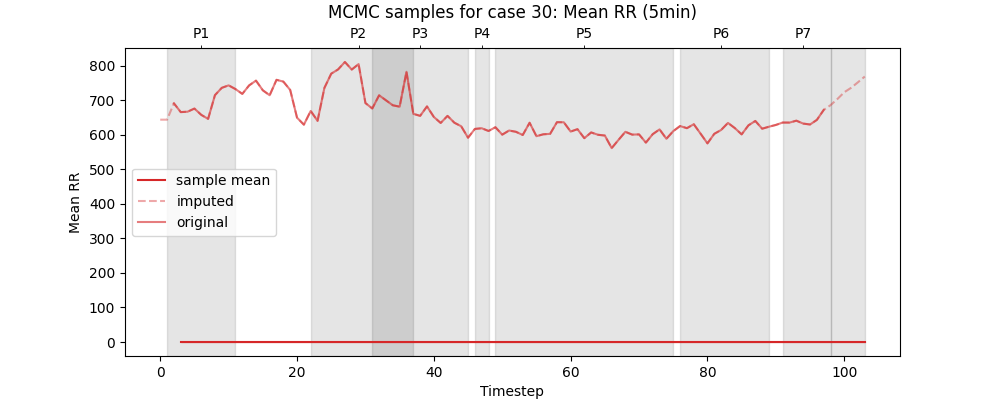 MCMC samples for case 30: Mean RR (5min)
P1 P2 P3 P4 P5 P6 P7
800
700
600
500
400
300
200
100
0
Mean RR
sample mean
imputed
original
0 20 40 60 80 100
Timestep